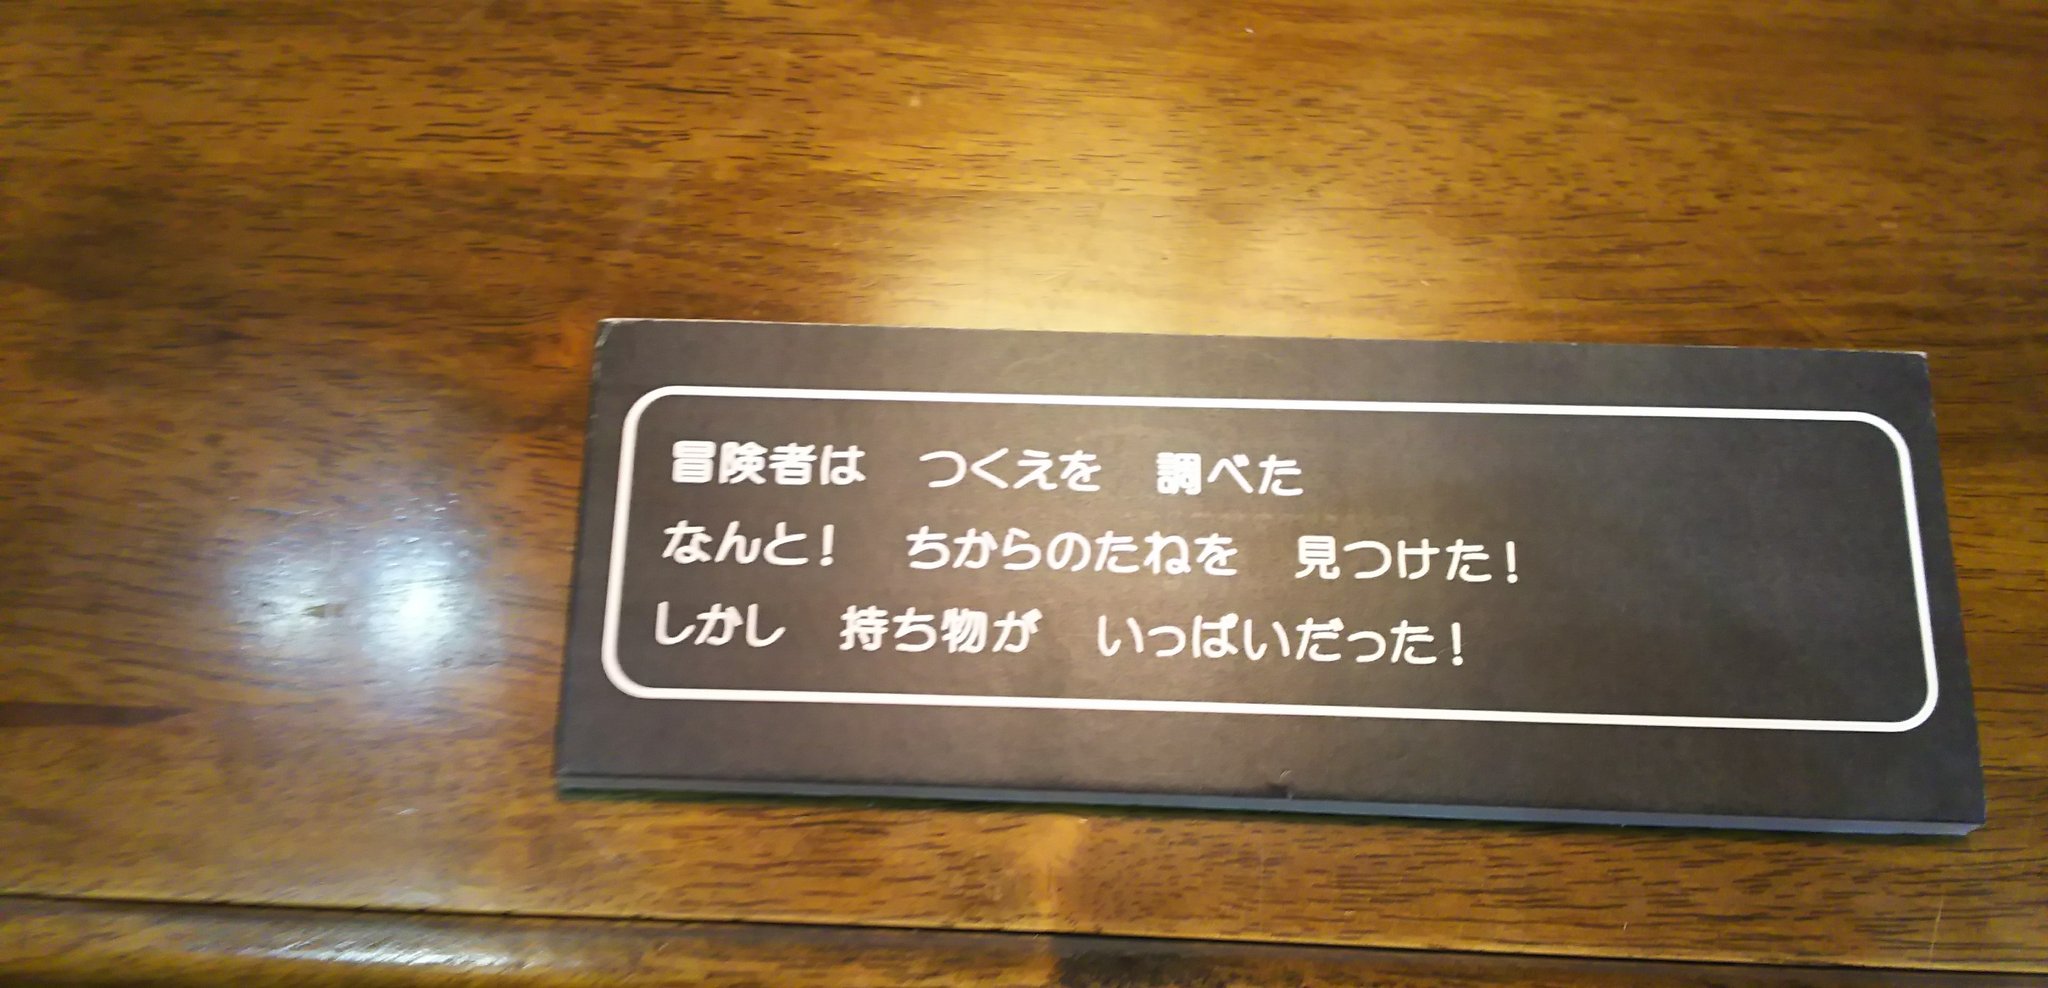 冒険者は　つくえを　調べた
なんと！　ちからのたねを　見つけた！
しかし　持ち物が　いっぱいだった！